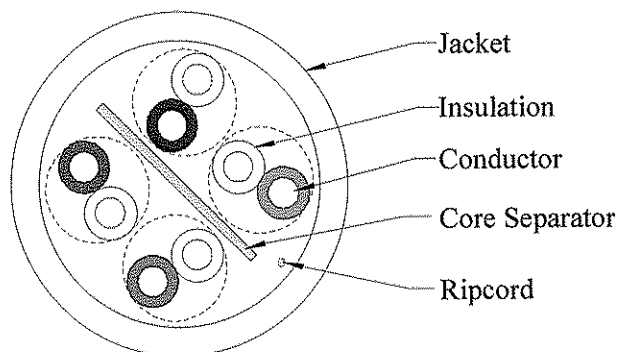 Jacket
Insulation
Conductor
Core Separator
Ripcord